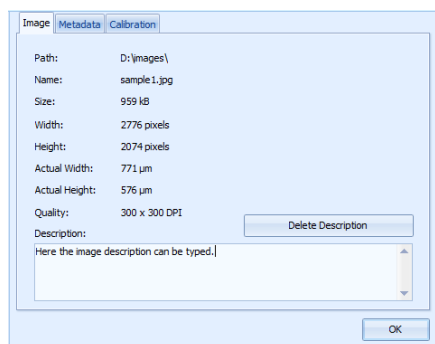 Image Metadata Calibration
Path: D:\images\
Name: sample1.jpg
Size: 959 kB
Width: 2776 pixels
Height: 2074 pixels
Actual Width: 771 µm
Actual Height: 576 µm
Quality: 300 x 300 DPI
Delete Description
Description:
Here the image description can be typed.
OK